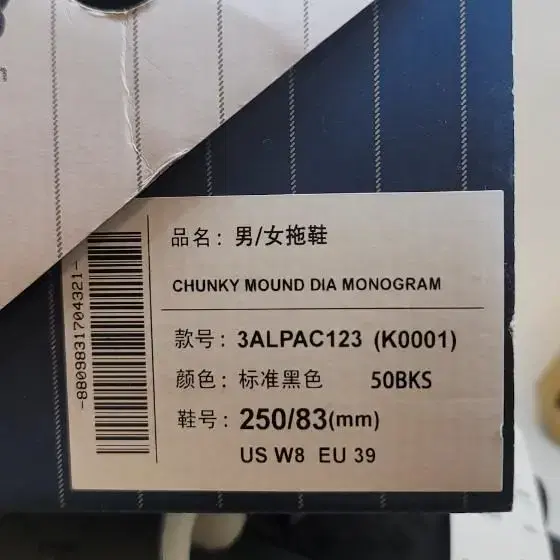 品名：男/女拖鞋
CHUNKY MOUND DIA MONOGRAM
款号：3ALPAC123 (K0001)
颜色：标准黑色 50BKS
鞋号：250/83(mm)
US W8 EU 39
-8809831704321-